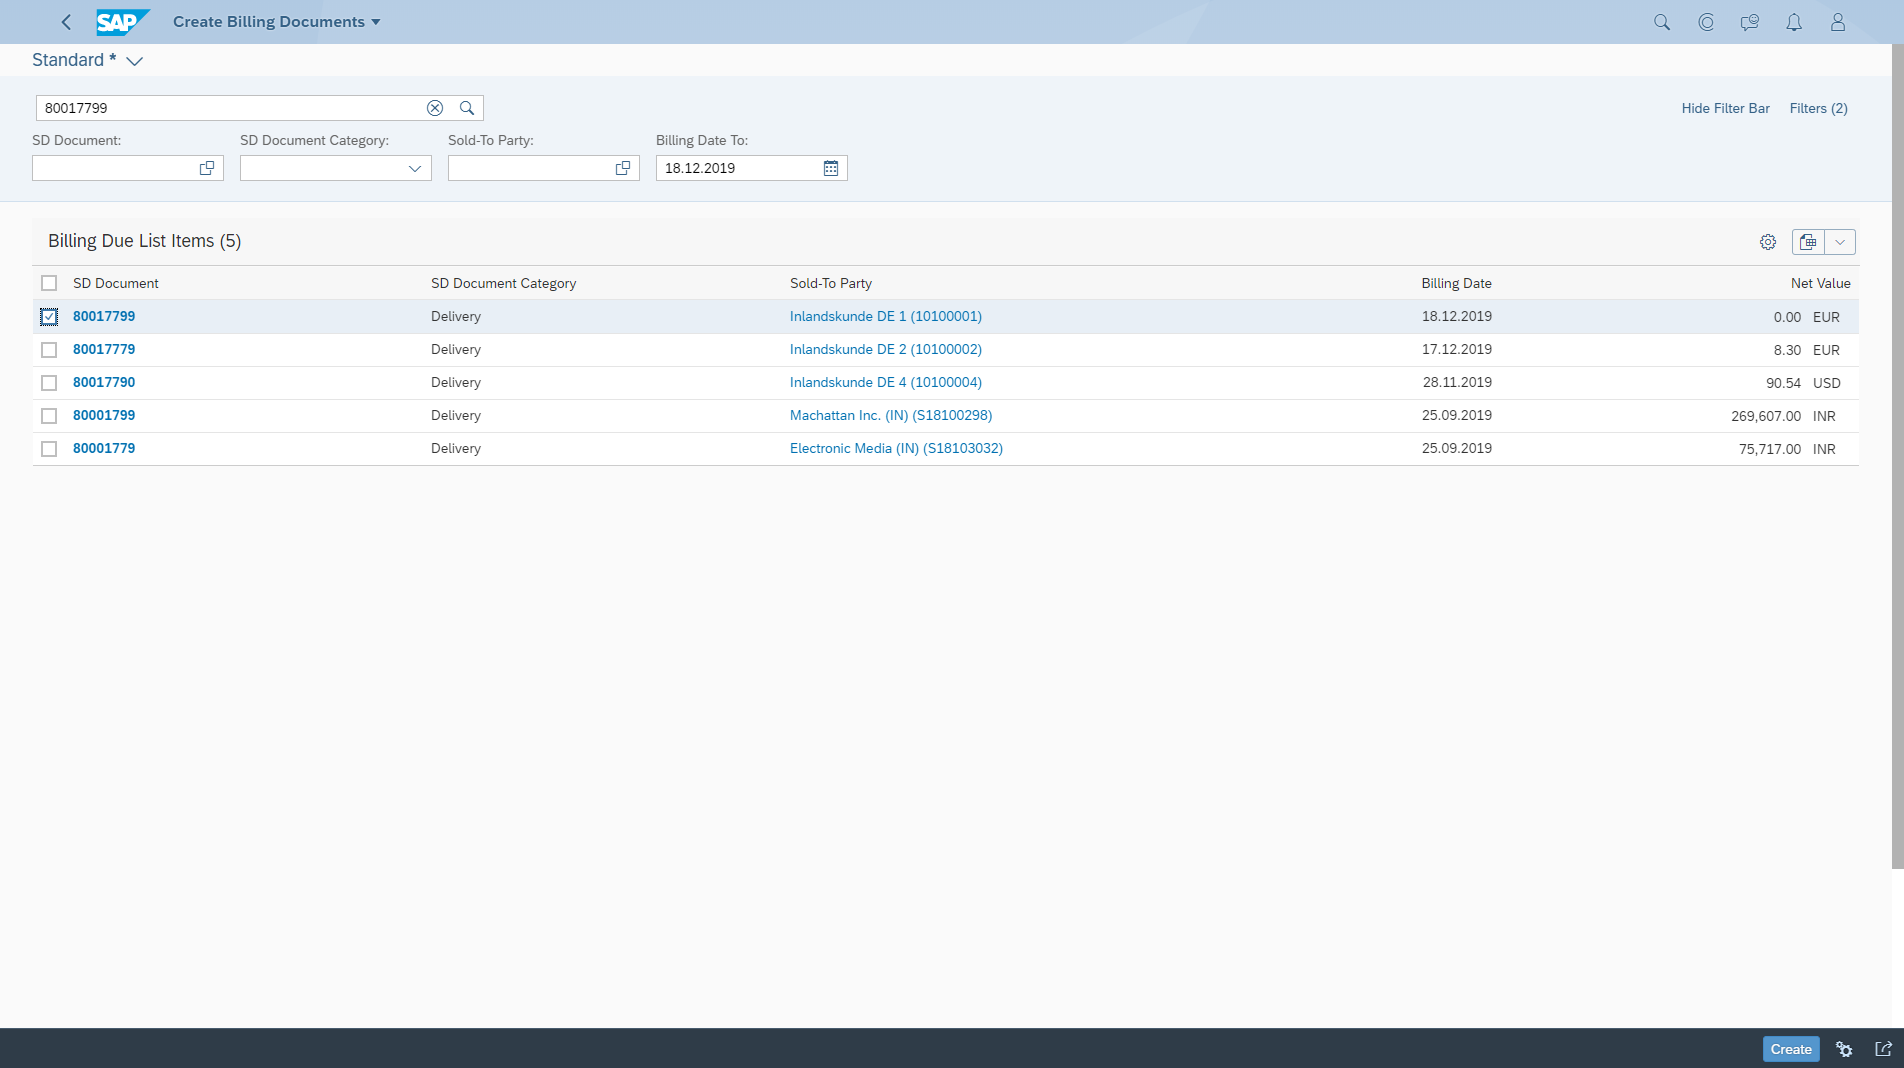 SAP Create Billing Documents
Standard *
80017799
Hide Filter Bar Filters (2)
SD Document: SD Document Category: Sold-To Party: Billing Date To:
18.12.2019
Billing Due List Items (5)
SD Document SD Document Category Sold-To Party Billing Date Net Value
80017799 Delivery Inlandskunde DE 1 (10100001) 18.12.2019 0.00 EUR
80017779 Delivery Inlandskunde DE 2 (10100002) 17.12.2019 8.30 EUR
80017790 Delivery Inlandskunde DE 4 (10100004) 28.11.2019 90.54 USD
80001799 Delivery Machattan Inc. (IN) (S18100298) 25.09.2019 269,607.00 INR
80001779 Delivery Electronic Media (IN) (S18103032) 25.09.2019 75,717.00 INR
Create